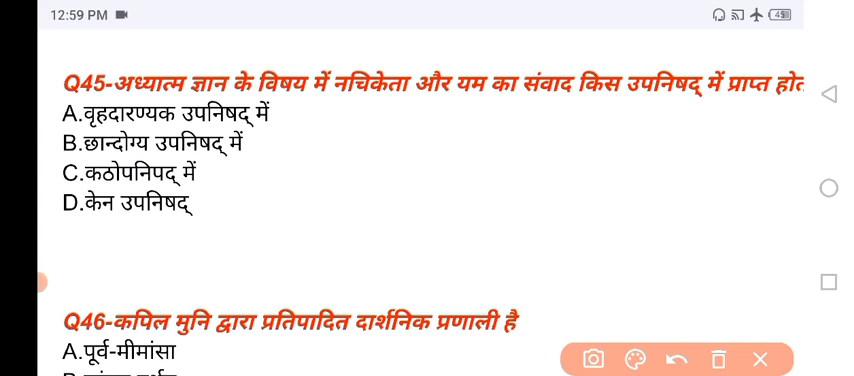 12:59 PM
45
Q45-अध्यात्म ज्ञान के विषय में नचिकेता और यम का संवाद किस उपनिषद् में प्राप्त
A.वृहदारण्यक उपनिषद् में
B.छान्दोग्य उपनिषद् में
C.कठोपनिपद् में
D.केन उपनिषद्
Q46-कपिल मुनि द्वारा प्रतिपादित दार्शनिक प्रणाली है
A.पूर्व-मीमांसा